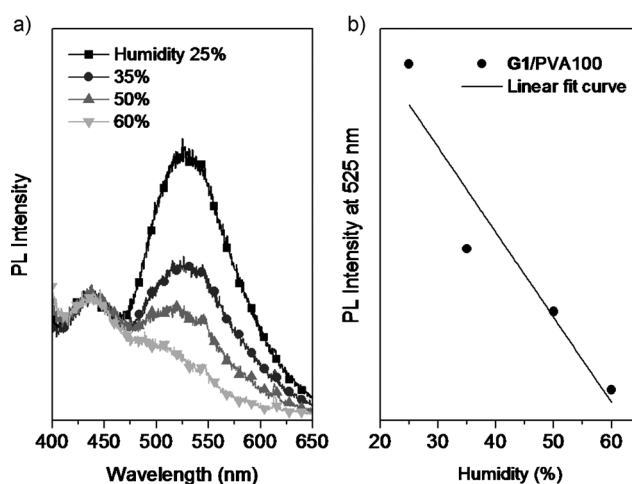 a)
Humidity 25%
35%
50%
60%
PL Intensity
400 450 500 550 600 650
Wavelength (nm)
b)
G1/PVA100
Linear fit curve
PL Intensity at 525 nm
20 30 40 50 60
Humidity (%)